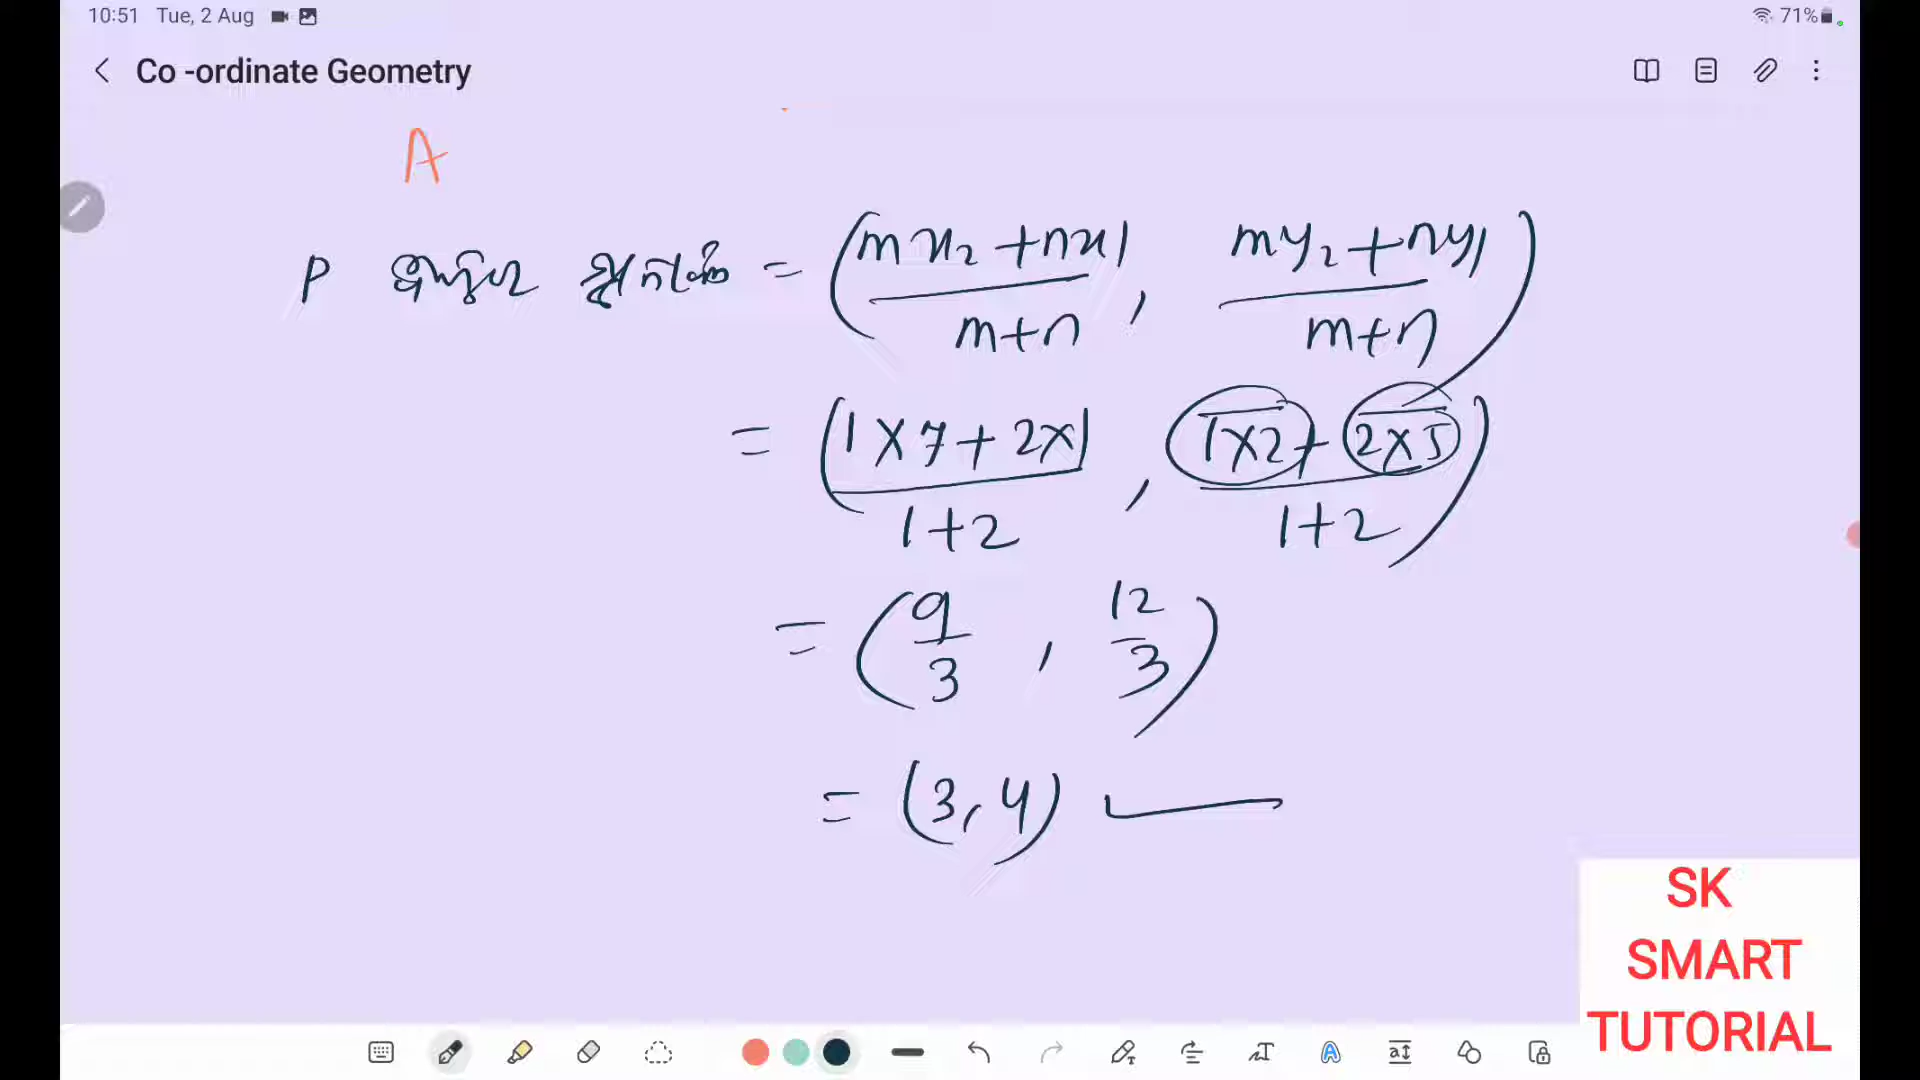 10:51 Tue, 2 Aug 71%
Co -ordinate Geometry
A
P ବିନ୍ଦୁର ସ୍ଥାନାଙ୍କ = (mx₂+nx₁/m+n, my₂+ny₁/m+n)
= (1×7+2×1/1+2, 1×2+2×5/1+2)
= (9/3, 12/3)
= (3,4)
SK
SMART
TUTORIAL